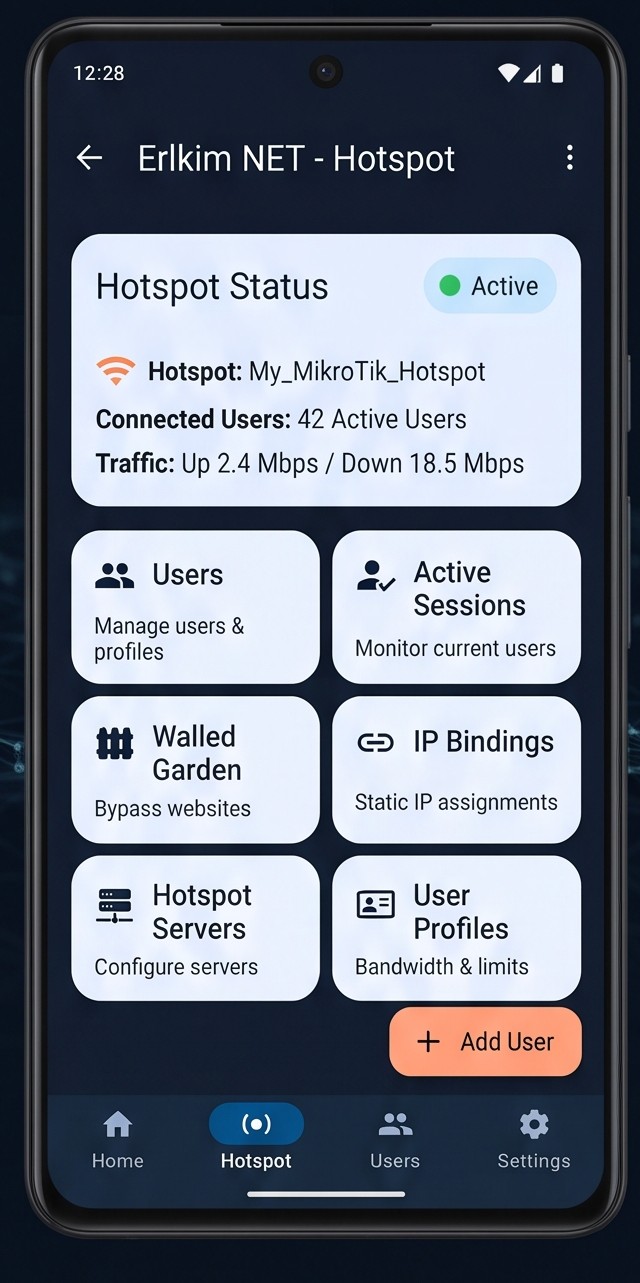 12:28
Erlkim NET - Hotspot
Hotspot Status
Active
Hotspot: My_MikroTik_Hotspot
Connected Users: 42 Active Users
Traffic: Up 2.4 Mbps / Down 18.5 Mbps
Users
Manage users &
profiles
Active
Sessions
Monitor current users
Walled
Garden
Bypass websites
IP Bindings
Static IP assignments
Hotspot
Servers
Configure servers
User
Profiles
Bandwidth & limits
+ Add User
Home
Hotspot
Users
Settings